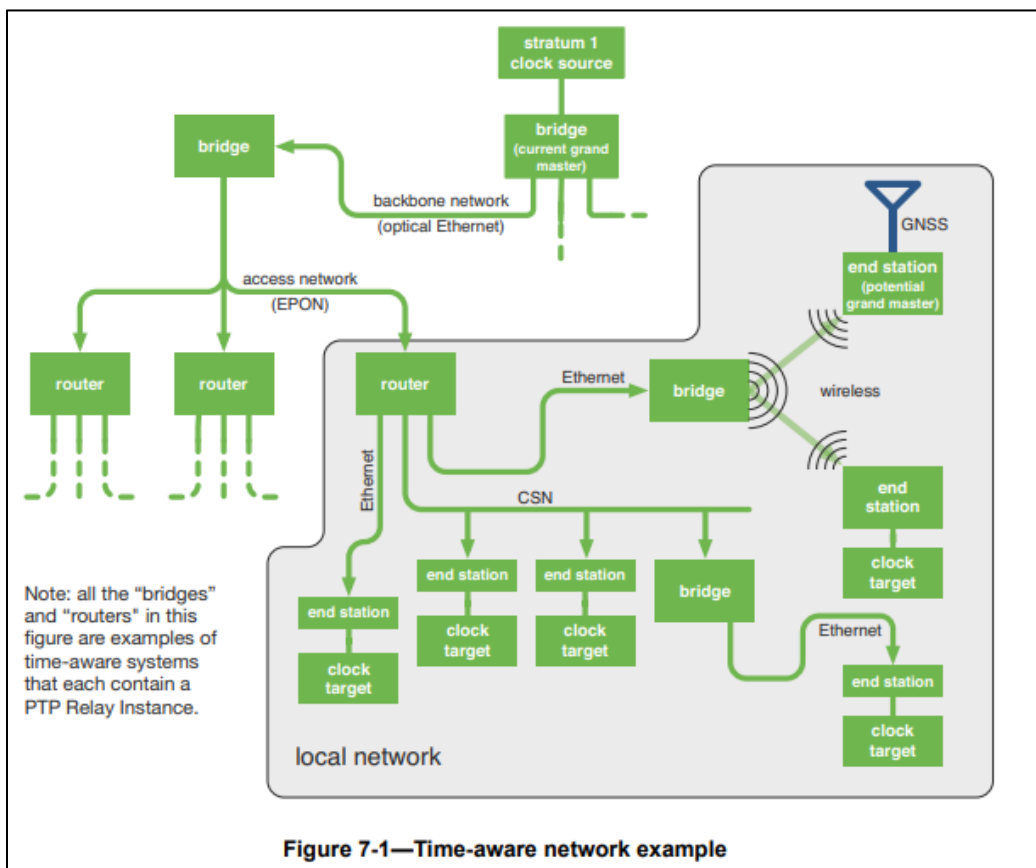 stratum 1
clock source
bridge
bridge
(current grand
master)
backbone network
(optical Ethernet)
GNSS
end station
(potential
grand master)
access network
(EPON)
router
router
router
Ethernet
bridge
wireless
Ethernet
CSN
end
station
clock
target
end station
clock
target
end station
clock
target
bridge
end station
clock
target
Ethernet
end station
clock
target
Note: all the “bridges”
and “routers" in this
figure are examples of
time-aware systems
that each contain a
PTP Relay Instance.
local network
Figure 7-1—Time-aware network example